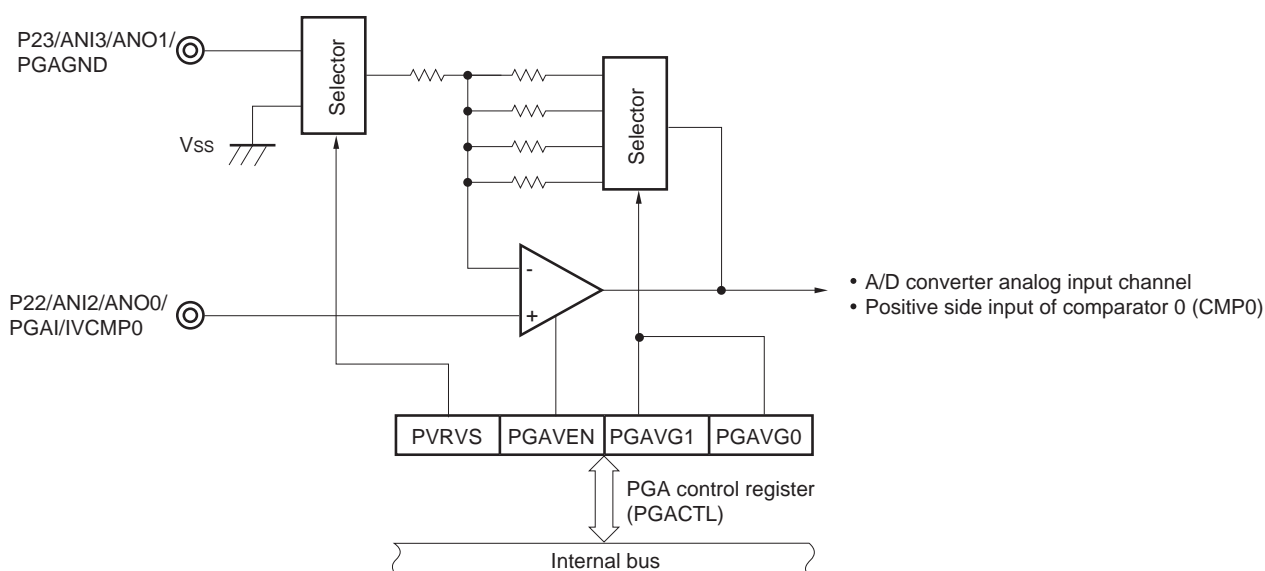 P23/ANI3/ANO1/
PGAGND
Selector
Vss
Selector
-
+
P22/ANI2/ANO0/
PGAI/IVCMP0
• A/D converter analog input channel
• Positive side input of comparator 0 (CMP0)
PVRVS PGAVEN PGAVG1 PGAVG0
PGA control register
(PGACTL)
Internal bus